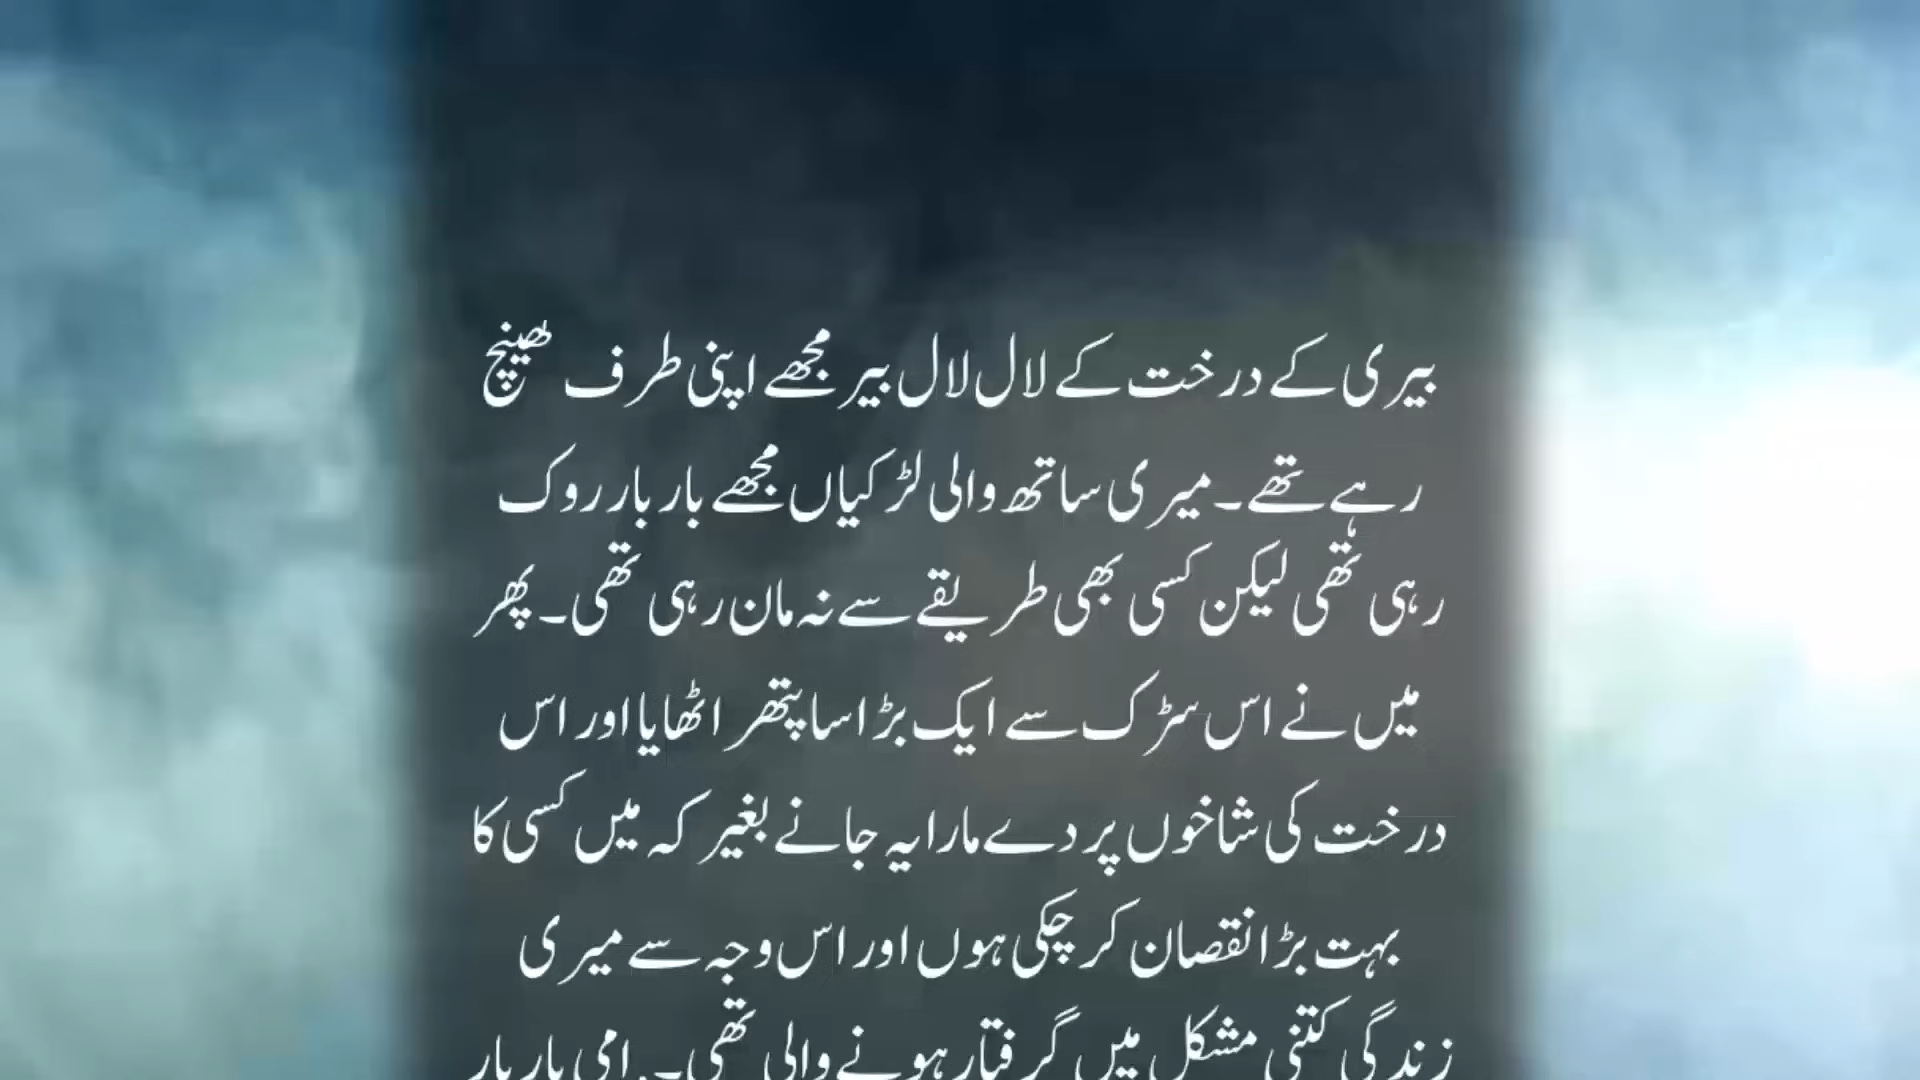 بیری کے درخت کے لال لال بیر مجھے اپنی طرف کھینچ
رہے تھے۔ میری ساتھ والی لڑکیاں مجھے بار بار روک
رہی تھی لیکن کسی بھی طریقے سے نہ مان رہی تھی۔ پھر
میں نے اس سڑک سے ایک بڑا سا پتھر اٹھایا اور اس
درخت کی شاخوں پر دے مارا یہ جانے بغیر کہ میں کسی کا
بہت بڑا نقصان کر چکی ہوں اور اس وجہ سے میری
زندگی کتنی مشکل میں گرفتار ہونے والی تھی۔ امی بار بار